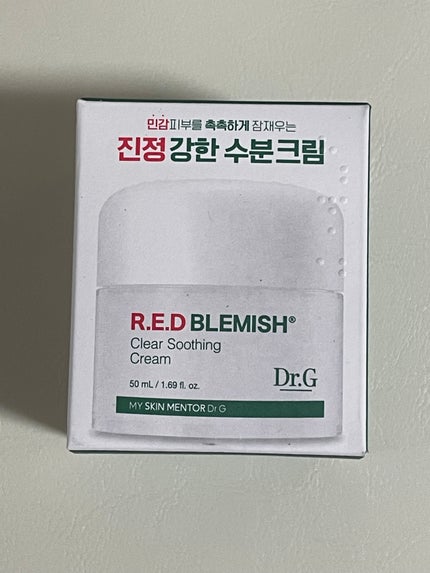 민감피부를 촉촉하게 잠재우는
진정 강한 수분크림
R.E.D BLEMISH®
Clear Soothing
Cream
50 mL / 1.69 fl. oz.
Dr.G
MY SKIN MENTOR Dr G